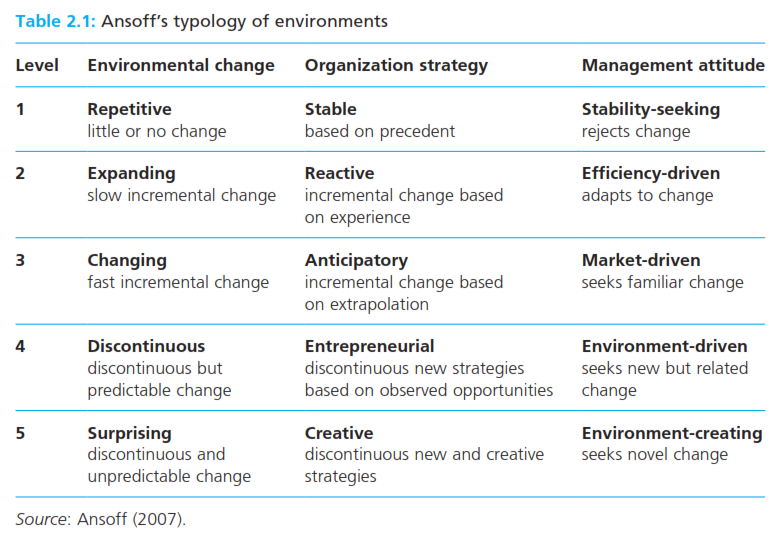 Table 2.1: Ansoff’s typology of environments
Level Environmental change Organization strategy Management attitude
1 Repetitive Stable Stability-seeking
little or no change based on precedent rejects change
2 Expanding Reactive Efficiency-driven
slow incremental change incremental change based adapts to change
on experience
3 Changing Anticipatory Market-driven
fast incremental change incremental change based seeks familiar change
on extrapolation
4 Discontinuous Entrepreneurial Environment-driven
discontinuous but discontinuous new strategies seeks new but related
predictable change based on observed opportunities change
5 Surprising Creative Environment-creating
discontinuous and discontinuous new and creative seeks novel change
unpredictable change strategies
Source: Ansoff (2007).